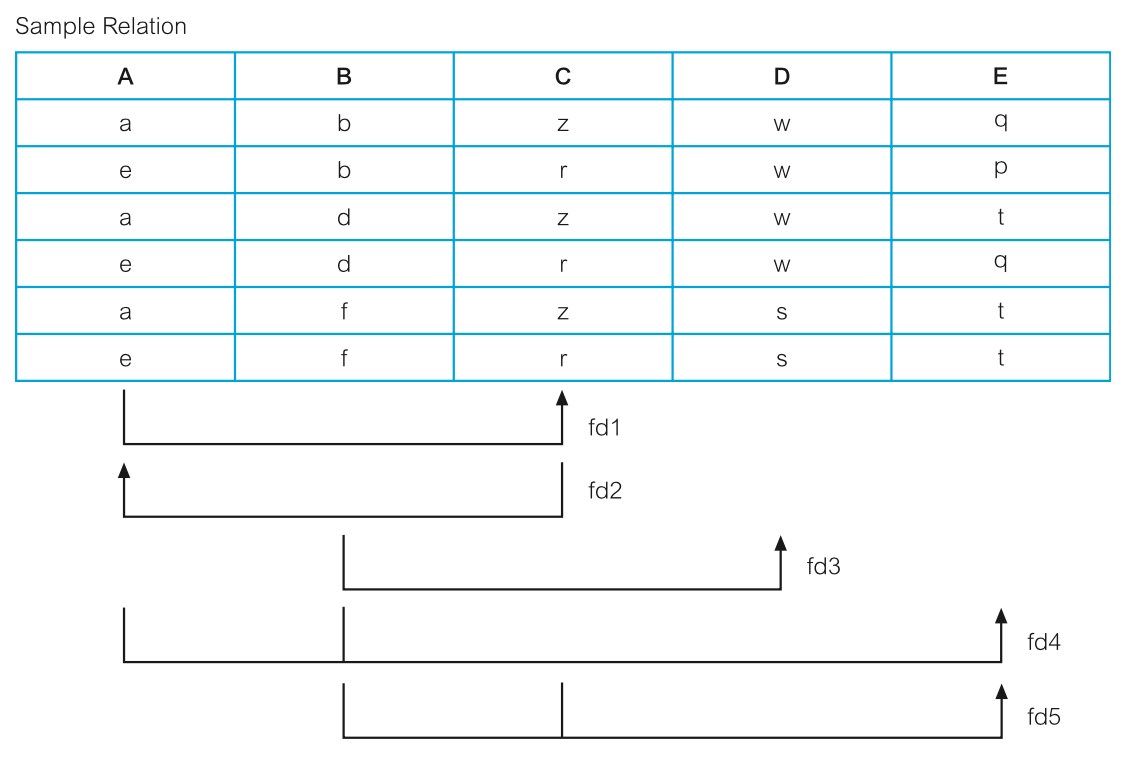 Sample Relation
A B C D E
a b z w q
e b r w p
a d z w t
e d r w q
a f z s t
e f r s t
fd1
fd2
fd3
fd4
fd5